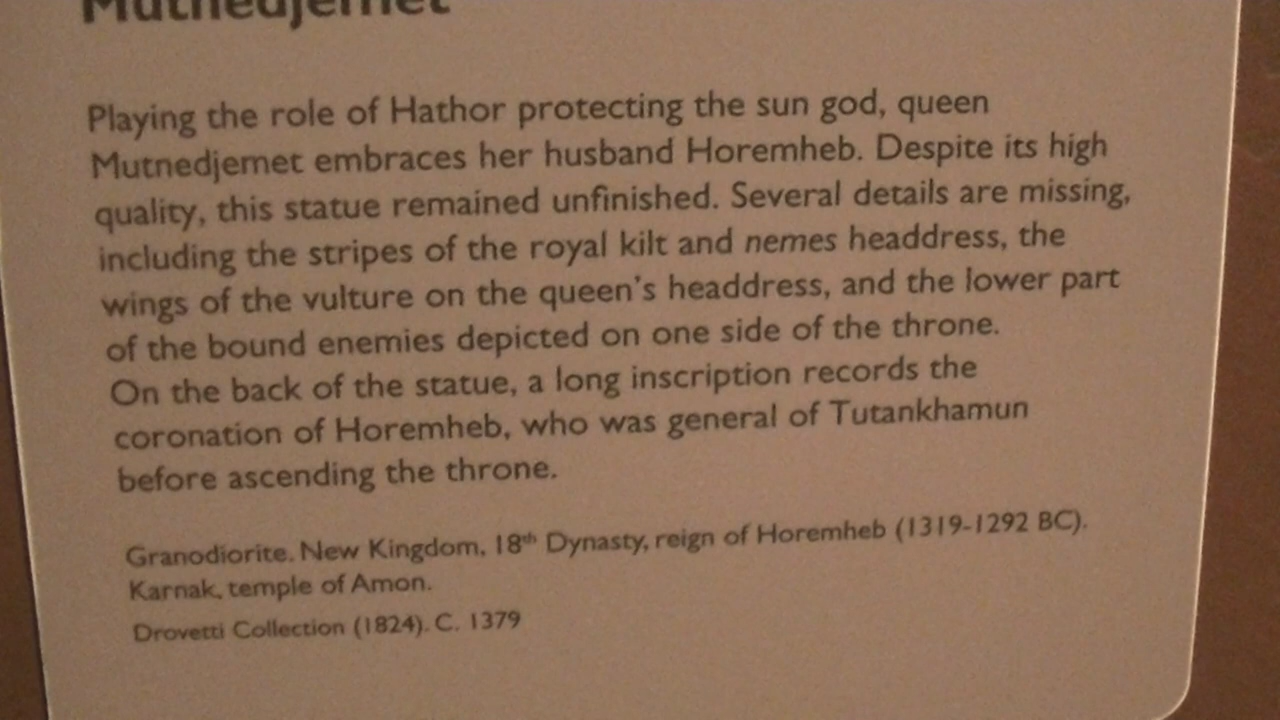 Mutnedjemet
Playing the role of Hathor protecting the sun god, queen
Mutnedjemet embraces her husband Horemheb. Despite its high
quality, this statue remained unfinished. Several details are missing,
including the stripes of the royal kilt and nemes headdress, the
wings of the vulture on the queen's headdress, and the lower part
of the bound enemies depicted on one side of the throne.
On the back of the statue, a long inscription records the
coronation of Horemheb, who was general of Tutankhamun
before ascending the throne.
Granodiorite. New Kingdom, 18th Dynasty, reign of Horemheb (1319-1292 BC).
Karnak, temple of Amon.
Drovetti Collection (1824). C. 1379